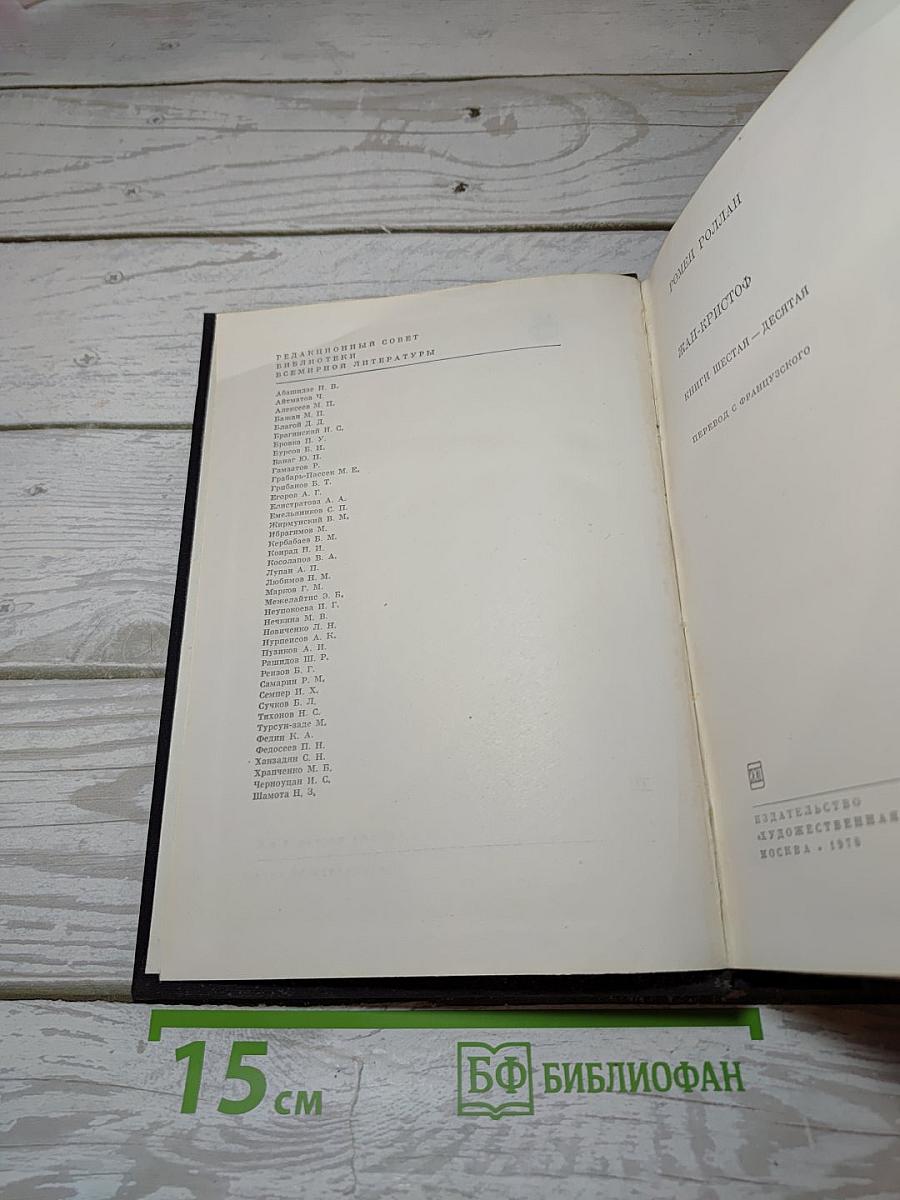 РЕДАКЦИОННЫЙ СОВЕТ
БИБЛИОТЕКИ
ВСЕМИРНОЙ ЛИТЕРАТУРЫ
Абашидзе И. В.
Айтматов Ч.
Алексеев М. П.
Бажан М. П.
Благой Д. Д.
Брагинский И. С.
Бровка П. У.
Бурсов Б. И.
Ванаг Ю. П.
Гамзатов Р.
Грабарь-Пассек М. Е.
Грибанов Б. Т.
Егоров А. Г.
Елистратова А. А.
Емельяников С. П.
Жирмунский В. М.
Ибрагимов М.
Кербабаев Б. М.
Конрад Н. И.
Косолапов В. А.
Лупан А. П.
Любимов Н. М.
Марков Г. М.
Межелайтис Э. Б.
Неупокоева И. Г.
Нечкина М. В.
Новиченко Л. Н.
Нурпеисов А. К.
Пузиков А. И.
Рашидов Ш. Р.
Реизов Б. Г.
Самарин Р. М.
Семпер И. Х.
Сучков Б. Л.
Тихонов Н. С.
Турсун-заде М.
Федин К. А.
Федосеев П. Н.
Ханзадян С. Н.
Храпченко М. Б.
Черноуцан И. С.
Шамота Н. З.
РОМЕН РОЛЛАН
ЖАН-КРИСТОФ
КНИГИ ШЕСТАЯ — ДЕСЯТАЯ
ПЕРЕВОД С ФРАНЦУЗСКОГО
ИЗДАТЕЛЬСТВО
«ХУДОЖЕСТВЕННАЯ
МОСКВА • 1970
15 см
БФ БИБЛИОФАН